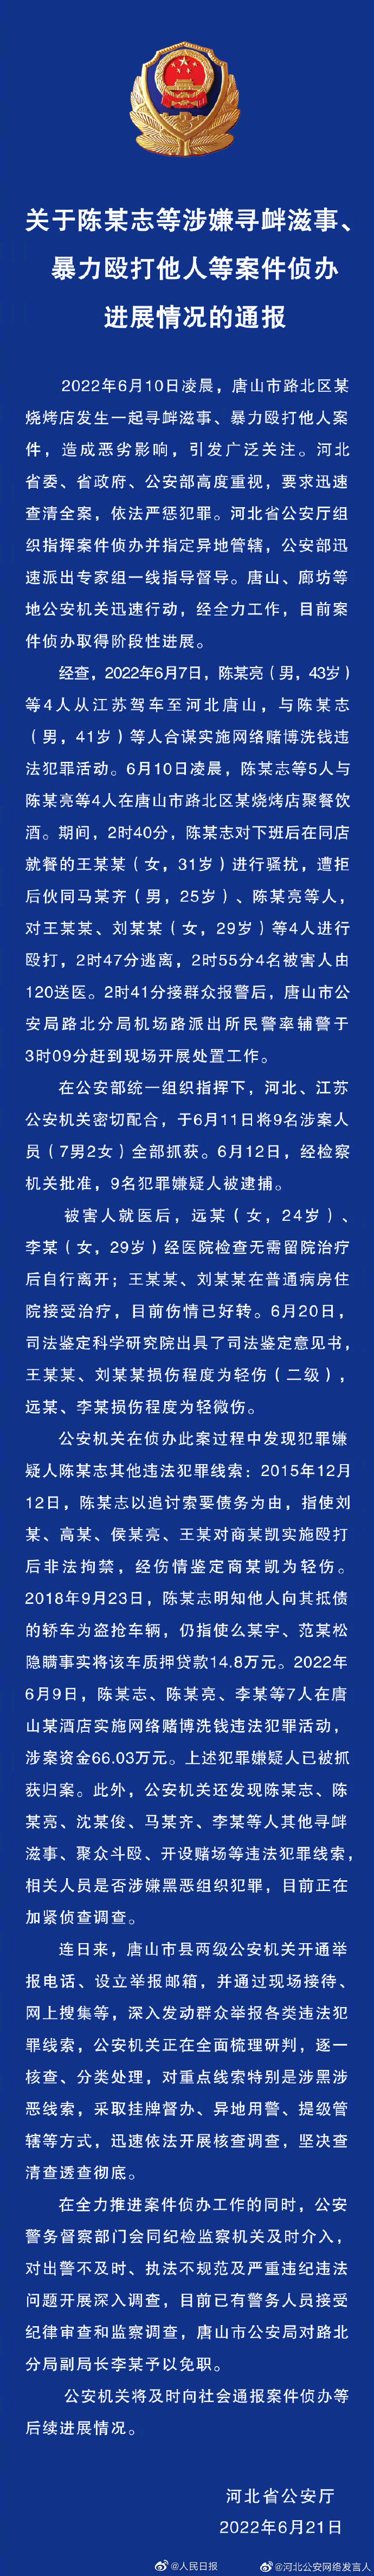 关于陈某志等涉嫌寻衅滋事、
暴力殴打他人等案件侦办
进展情况的通报
2022年6月10日凌晨，唐山市路北区某
烧烤店发生一起寻衅滋事、暴力殴打他人案
件，造成恶劣影响，引发广泛关注。河北
省委、省政府、公安部高度重视，要求迅速
查清全案，依法严惩犯罪。河北省公安厅组
织指挥案件侦办并指定异地管辖，公安部迅
速派出专家组一线指导督导。唐山、廊坊等
地公安机关迅速行动，经全力工作，目前案
件侦办取得阶段性进展。
经查，2022年6月7日，陈某亮（男，43岁）
等4人从江苏驾车至河北唐山，与陈某志
（男，41岁）等人合谋实施网络赌博洗钱违
法犯罪活动。6月10日凌晨，陈某志等5人与
陈某亮等4人在唐山市路北区某烧烤店聚餐饮
酒。期间，2时40分，陈某志对下班后在同店
就餐的王某某（女，31岁）进行骚扰，遭拒
后伙同马某齐（男，25岁）、陈某亮等人，
对王某某、刘某某（女，29岁）等4人进行
殴打，2时47分逃离，2时55分4名被害人由
120送医。2时41分接群众报警后，唐山市公
安局路北分局机场路派出所民警率辅警于
3时09分赶到现场开展处置工作。
在公安部统一组织指挥下，河北、江苏
公安机关密切配合，于6月11日将9名涉案人
员（7男2女）全部抓获。6月12日，经检察
机关批准，9名犯罪嫌疑人被逮捕。
被害人就医后，远某（女，24岁）、
李某（女，29岁）经医院检查无需留院治疗
后自行离开；王某某、刘某某在普通病房住
院接受治疗，目前伤情已好转。6月20日，
司法鉴定科学研究院出具了司法鉴定意见书，
王某某、刘某某损伤程度为轻伤（二级），
远某、李某损伤程度为轻微伤。
公安机关在侦办此案过程中发现犯罪嫌
疑人陈某志其他违法犯罪线索：2015年12月
12日，陈某志以追讨索要债务为由，指使刘
某、高某、侯某亮、王某对商某凯实施殴打
后非法拘禁，经伤情鉴定商某凯为轻伤。
2018年9月23日，陈某志明知他人向其抵债
的轿车为盗抢车辆，仍指使么某宇、范某松
隐瞒事实将该车质押贷款14.8万元。2022年
6月9日，陈某志、陈某亮、李某等7人在唐
山某酒店实施网络赌博洗钱违法犯罪活动，
涉案资金66.03万元。上述犯罪嫌疑人已被抓
获归案。此外，公安机关还发现陈某志、陈
某亮、沈某俊、马某齐、李某等人其他寻衅
滋事、聚众斗殴、开设赌场等违法犯罪线索，
相关人员是否涉嫌黑恶组织犯罪，目前正在
加紧侦查调查。
连日来，唐山市县两级公安机关开通举
报电话、设立举报邮箱，并通过现场接待、
网上搜集等，深入发动群众举报各类违法犯
罪线索，公安机关正在全面梳理研判，逐一
核查、分类处理，对重点线索特别是涉黑涉
恶线索，采取挂牌督办、异地用警、提级管
辖等方式，迅速依法开展核查调查，坚决查
清查透查彻底。
在全力推进案件侦办工作的同时，公安
警务督察部门会同纪检监察机关及时介入，
对出警不及时、执法不规范及严重违纪违法
问题开展深入调查，目前已有警务人员接受
纪律审查和监察调查，唐山市公安局对路北
分局副局长李某予以免职。
公安机关将及时向社会通报案件侦办等
后续进展情况。
河北省公安厅
2022年6月21日
@人民日报 @河北公安网络发言人